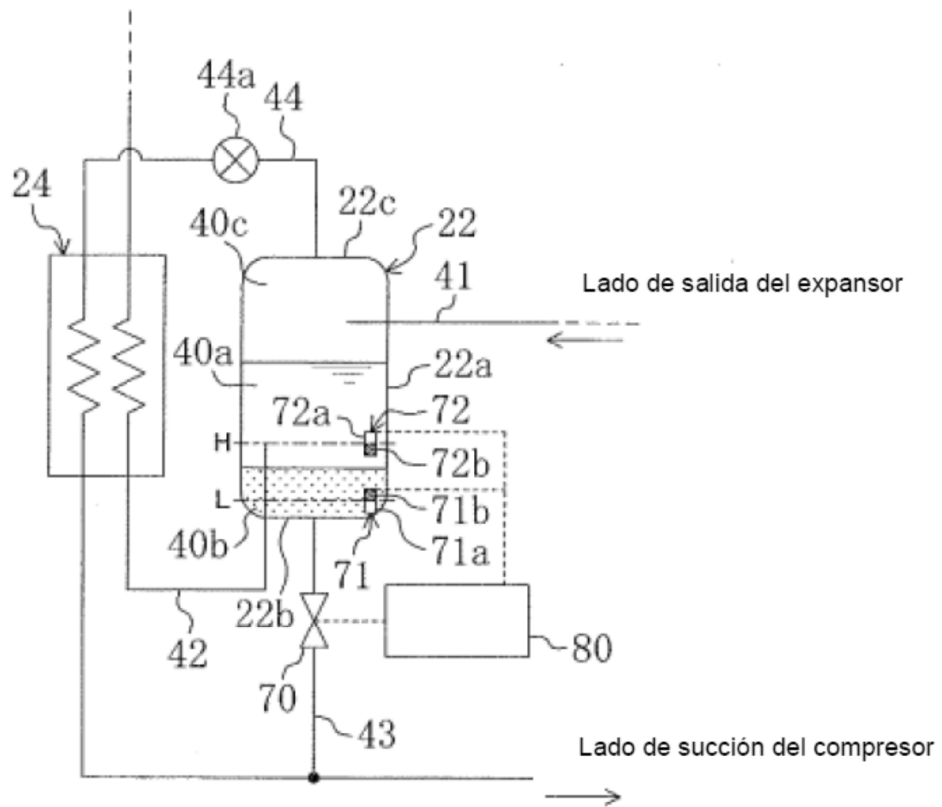 44a
44
24
40c
22c
22
41
Lado de salida del expansor
40a
22a
72a
72
H
72b
L
71b
40b
71
71a
22b
42
70
80
43
Lado de succión del compresor